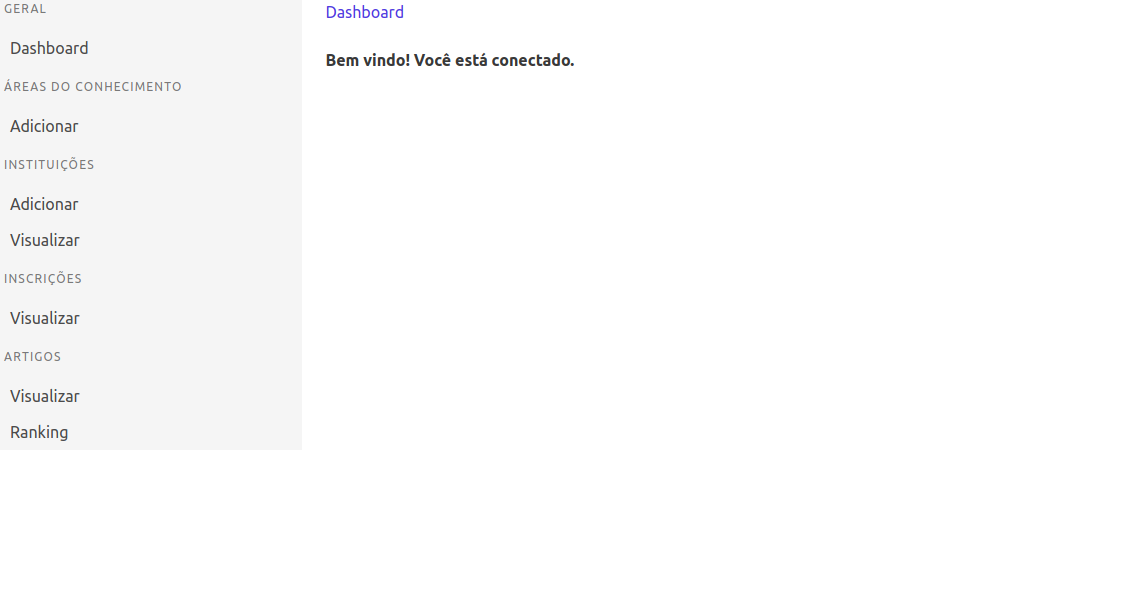 GERAL
Dashboard
ÁREAS DO CONHECIMENTO
Adicionar
INSTITUIÇÕES
Adicionar
Visualizar
INSCRIÇÕES
Visualizar
ARTIGOS
Visualizar
Ranking
Dashboard
Bem vindo! Você está conectado.